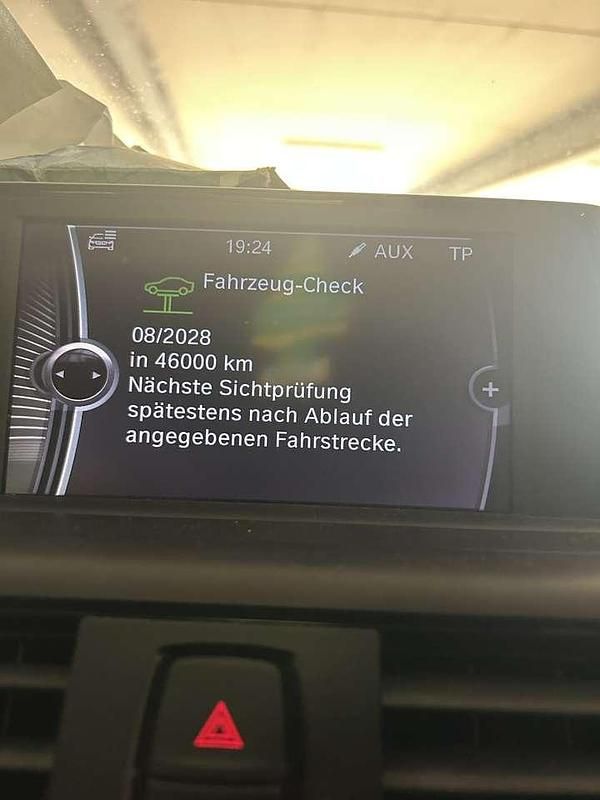 19:24 AUX TP
Fahrzeug-Check
08/2028
in 46000 km
Nächste Sichtprüfung
spätestens nach Ablauf der
angegebenen Fahrstrecke.